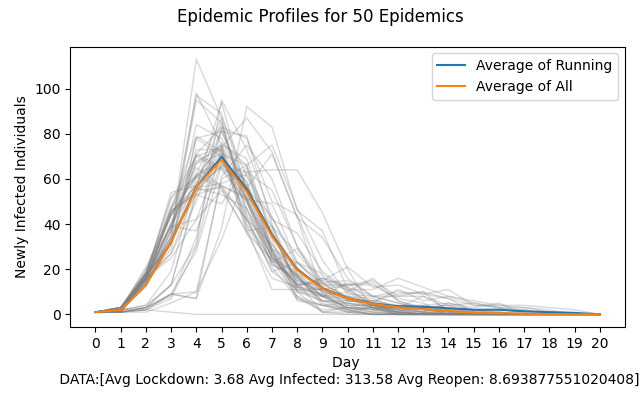 Epidemic Profiles for 50 Epidemics
Newly Infected Individuals
100
80
60
40
20
0
Average of Running
Average of All
0 1 2 3 4 5 6 7 8 9 10 11 12 13 14 15 16 17 18 19 20
Day
DATA:[Avg Lockdown: 3.68 Avg Infected: 313.58 Avg Reopen: 8.693877551020408]